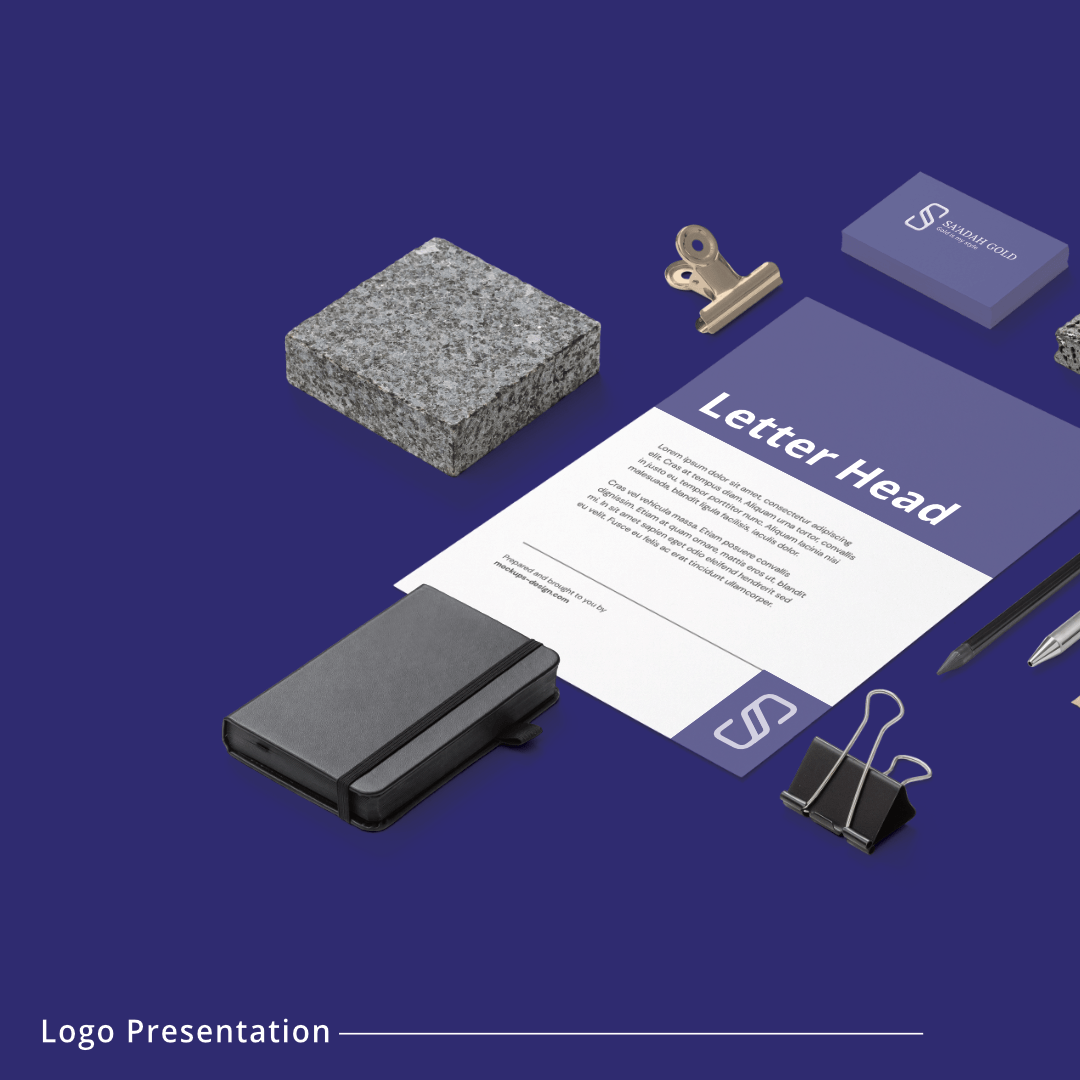 SA'ADAH GOLD
Gold is my style
Letter Head
Lorem ipsum dolor sit amet, consectetur adipiscing
elit. Cras at tempus diam. Aliquam urna tortor, convallis
in justo eu, tempor porttitor nunc. Aliquam lacinia nisi
malesuada, blandit ligula facilisis, iaculis dolor.
Cras vel vehicula massa. Etiam posuere convallis
dignissim. Etiam at quam ornare, mattis eros ut, blandit
mi. In sit amet sapien eget odio eleifend hendrerit sed
eu velit. Fusce eu felis ac erat tincidunt ullamcorper.
Prepared and brought to you by
mockups-design.com
Logo Presentation